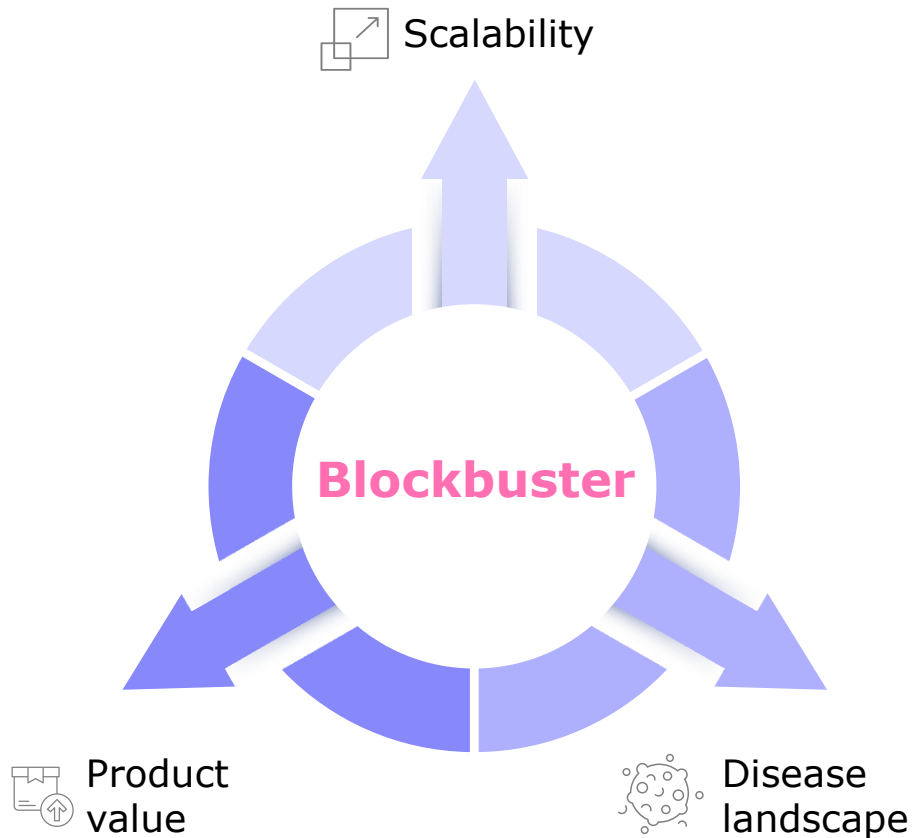 Scalability
Blockbuster
Product
value
Disease
landscape